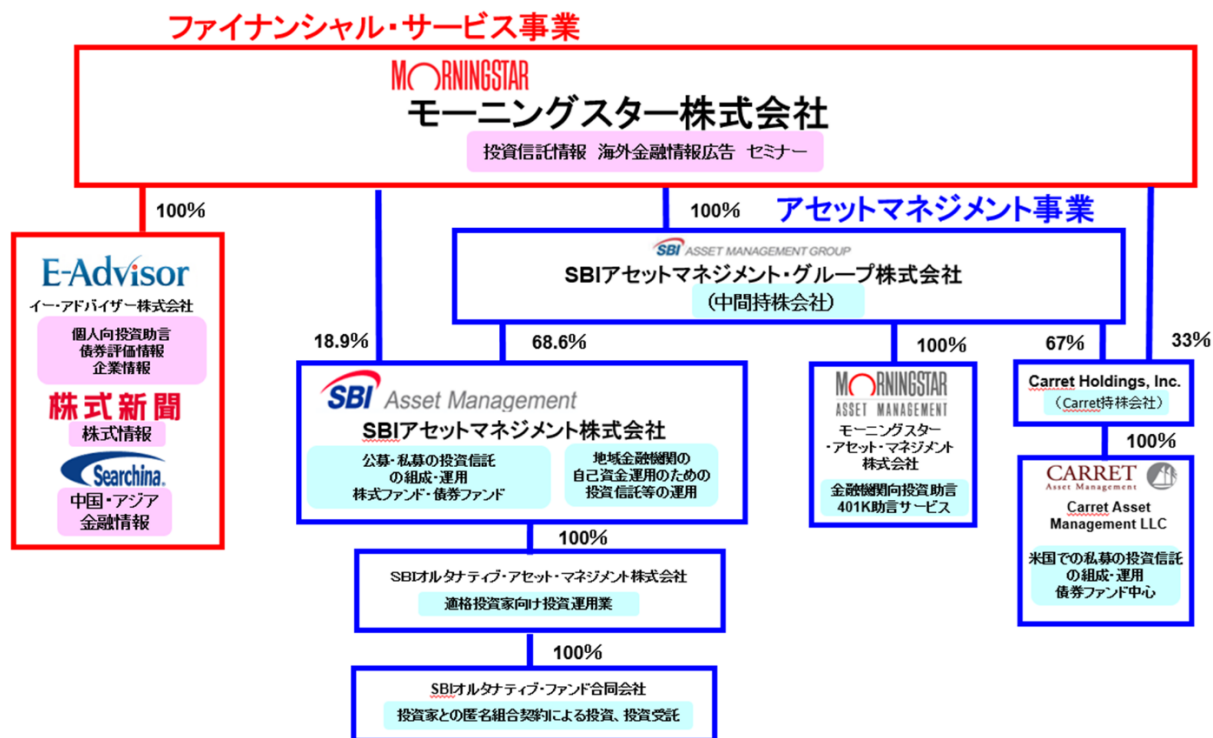 ファイナンシャル・サービス事業
MORNINGSTAR
モーニングスター株式会社
投資信託情報 海外金融情報広告 セミナー
100%
100%
アセットマネジメント事業
E-Advisor
イー・アドバイザー株式会社
個人向投資助言
債券評価情報
企業情報
株式新聞
株式情報
Searchina.
中国・アジア
金融情報
SBI ASSET MANAGEMENT GROUP
SBIアセットマネジメント・グループ株式会社
(中間持株会社)
18.9%
68.6%
100%
67%
33%
SBI Asset Management
SBIアセットマネジメント株式会社
公募・私募の投資信託
の組成・運用
株式ファンド・債券ファンド
地域金融機関の
自己資金運用のための
投資信託等の運用
MORNINGSTAR
ASSET MANAGEMENT
モーニングスター
・アセット・マネジメント
株式会社
金融機関向投資助言
401K助言サービス
Carret Holdings, Inc.
(Carret持株会社)
100%
CARRET
Asset Management
Carret Asset
Management LLC
米国での私募の投資信託
の組成・運用
債券ファンド中心
100%
SBIオルタナティブ・アセット・マネジメント株式会社
適格投資家向け投資運用業
100%
SBIオルタナティブ・ファンド合同会社
投資家との匿名組合契約による投資、投資受託